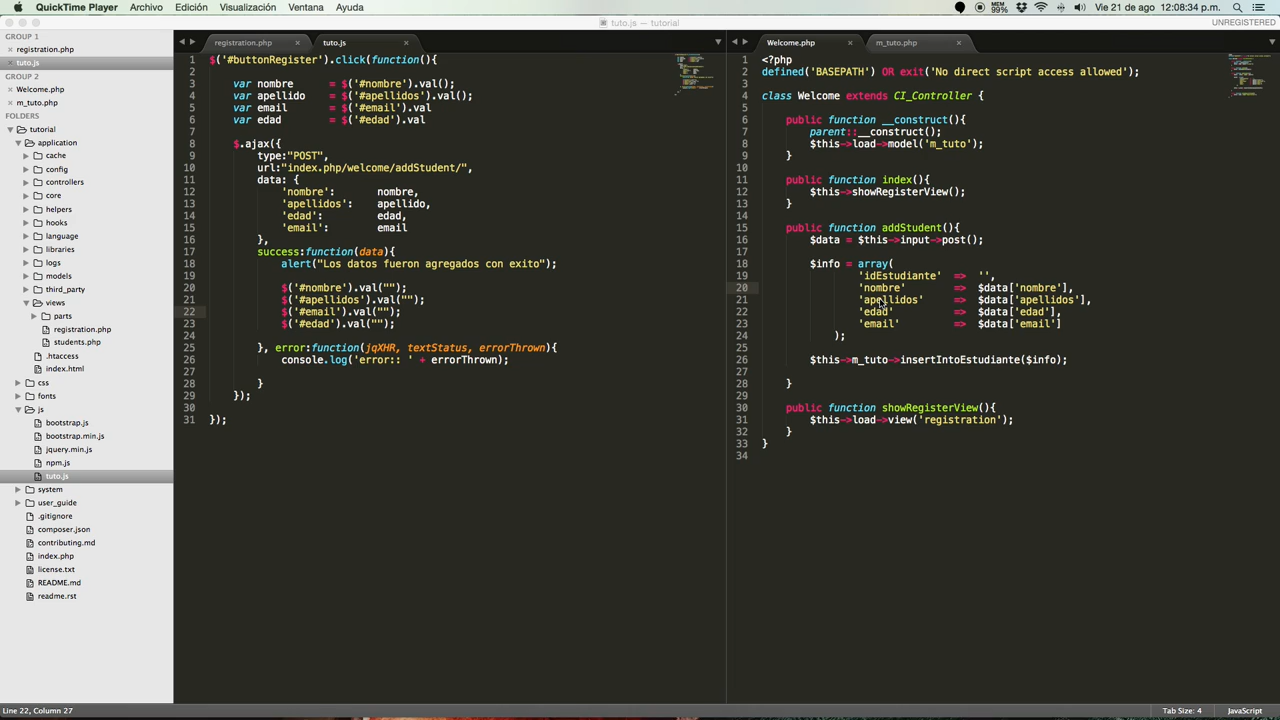 QuickTime Player Archivo Edición Visualización Ventana Ayuda MEM 99% Vie 21 de ago 12:08:34 p.m.
tuto.js — tutorial UNREGISTERED
GROUP 1
registration.php
tuto.js
GROUP 2
Welcome.php
m_tuto.php
FOLDERS
tutorial
application
cache
config
controllers
core
helpers
hooks
language
libraries
logs
models
third_party
views
parts
registration.php
students.php
.htaccess
index.html
css
fonts
js
bootstrap.js
bootstrap.min.js
jquery.min.js
npm.js
tuto.js
system
user_guide
.gitignore
composer.json
contributing.md
index.php
license.txt
README.md
readme.rst
registration.php tuto.js
1 $('#buttonRegister').click(function(){
2
3 var nombre = $('#nombre').val();
4 var apellido = $('#apellidos').val();
5 var email = $('#email').val
6 var edad = $('#edad').val
7
8 $.ajax({
9 type:"POST",
10 url:"index.php/welcome/addStudent/",
11 data: {
12 'nombre': nombre,
13 'apellidos': apellido,
14 'edad': edad,
15 'email': email
16 },
17 success:function(data){
18 alert("Los datos fueron agregados con exito");
19
20 $('#nombre').val("");
21 $('#apellidos').val("");
22 $('#email').val("");
23 $('#edad').val("");
24
25 }, error:function(jqXHR, textStatus, errorThrown){
26 console.log('error:: ' + errorThrown);
27
28 }
29 });
30
31 });
Welcome.php m_tuto.php
1 <?php
2 defined('BASEPATH') OR exit('No direct script access allowed');
3
4 class Welcome extends CI_Controller {
5
6 public function __construct(){
7 parent::__construct();
8 $this->load->model('m_tuto');
9 }
10
11 public function index(){
12 $this->showRegisterView();
13 }
14
15 public function addStudent(){
16 $data = $this->input->post();
17
18 $info = array(
19 'idEstudiante' => '',
20 'nombre' => $data['nombre'],
21 'apellidos' => $data['apellidos'],
22 'edad' => $data['edad'],
23 'email' => $data['email']
24 );
25
26 $this->m_tuto->insertIntoEstudiante($info);
27
28 }
29
30 public function showRegisterView(){
31 $this->load->view('registration');
32 }
33 }
34
Line 22, Column 27 Tab Size: 4 JavaScript